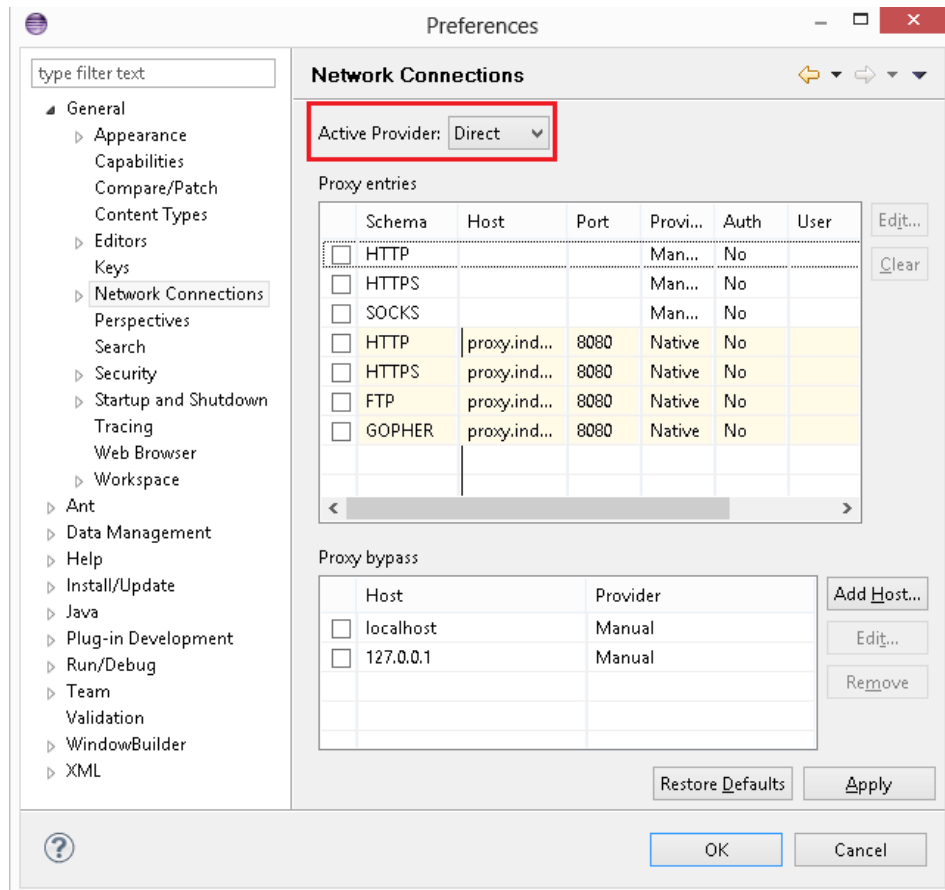 Preferences
type filter text
General
Appearance
Capabilities
Compare/Patch
Content Types
Editors
Keys
Network Connections
Perspectives
Search
Security
Startup and Shutdown
Tracing
Web Browser
Workspace
Ant
Data Management
Help
Install/Update
Java
Plug-in Development
Run/Debug
Team
Validation
WindowBuilder
XML
Network Connections
Active Provider: Direct
Proxy entries
Schema Host Port Provi... Auth User
HTTP Man... No
HTTPS Man... No
SOCKS Man... No
HTTP proxy.ind... 8080 Native No
HTTPS proxy.ind... 8080 Native No
FTP proxy.ind... 8080 Native No
GOPHER proxy.ind... 8080 Native No
Edit...
Clear
Proxy bypass
Host Provider
localhost Manual
127.0.0.1 Manual
Add Host...
Edit...
Remove
Restore Defaults Apply
OK Cancel